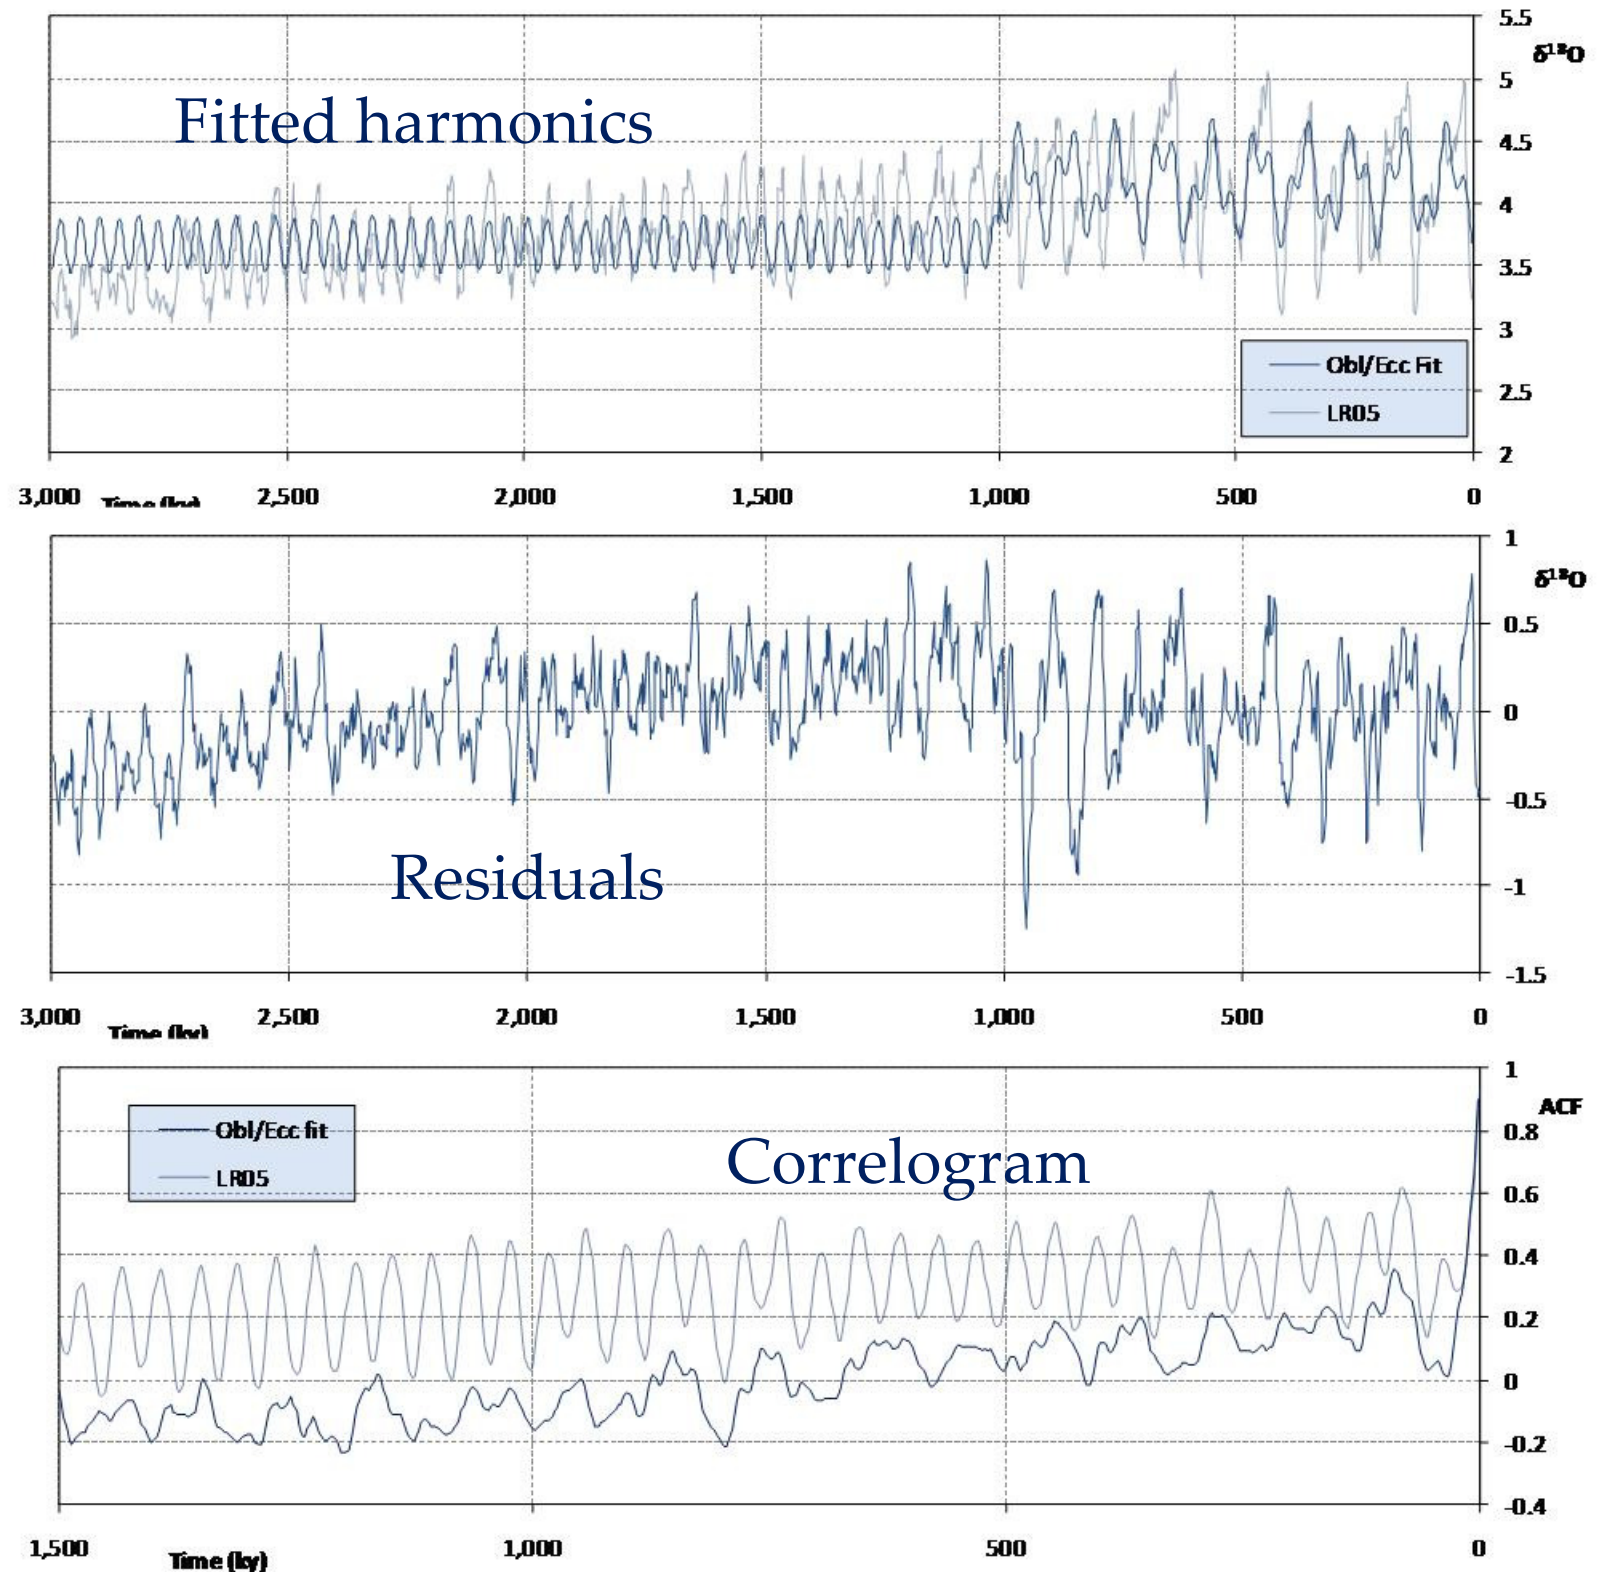 5.5
δ¹⁸O
5
Fitted harmonics
4.5
4
3.5
3
Obl/Ecc Fit
2.5
LR05
2
3,000 Time (ky) 2,500 2,000 1,500 1,000 500 0
1
δ¹⁸O
0.5
0
-0.5
Residuals
-1
-1.5
3,000 Time (ky) 2,500 2,000 1,500 1,000 500 0
1
ACF
Obl/Ecc fit
0.8
Correlogram
LR05
0.6
0.4
0.2
0
-0.2
-0.4
1,500 Time (ky) 1,000 500 0